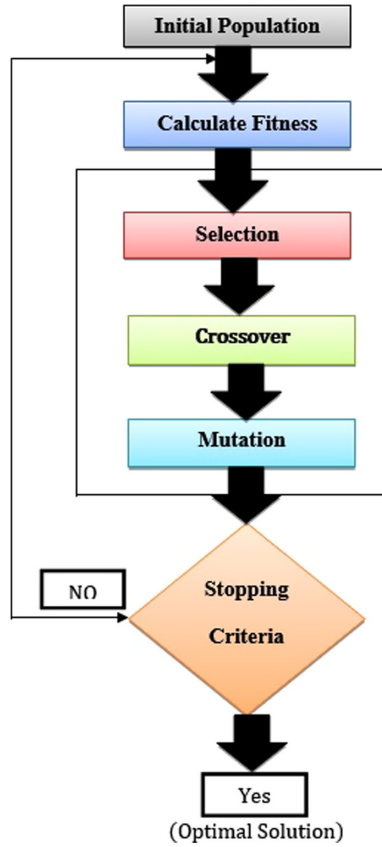 Initial Population
Calculate Fitness
Selection
Crossover
Mutation
Stopping
Criteria
NO
Yes
(Optimal Solution)